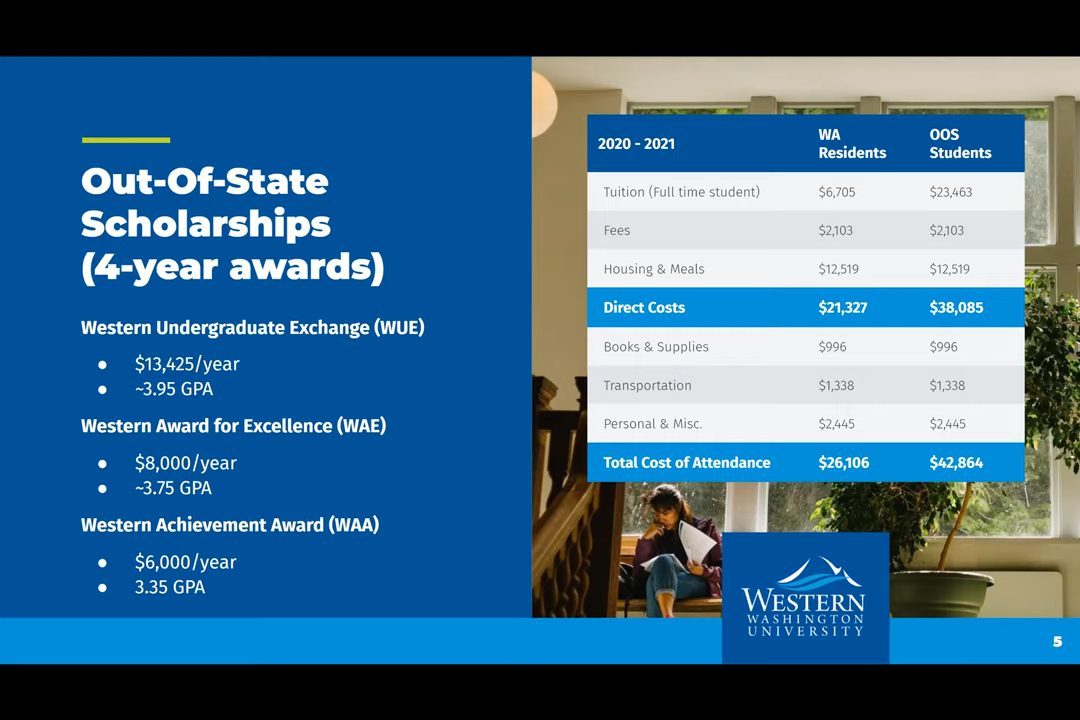 Out-Of-State
Scholarships
(4-year awards)
Western Undergraduate Exchange (WUE)
● $13,425/year
● ~3.95 GPA
Western Award for Excellence (WAE)
● $8,000/year
● ~3.75 GPA
Western Achievement Award (WAA)
● $6,000/year
● 3.35 GPA
2020 - 2021 WA Residents OOS Students
Tuition (Full time student) $6,705 $23,463
Fees $2,103 $2,103
Housing & Meals $12,519 $12,519
Direct Costs $21,327 $38,085
Books & Supplies $996 $996
Transportation $1,338 $1,338
Personal & Misc. $2,445 $2,445
Total Cost of Attendance $26,106 $42,864
WESTERN
WASHINGTON
UNIVERSITY
5